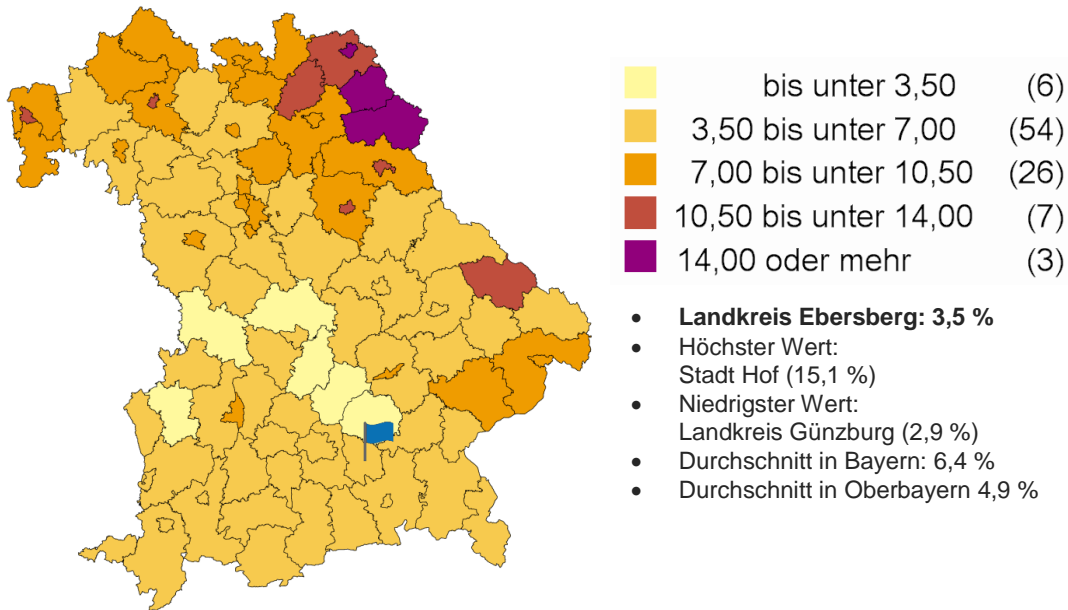 bis unter 3,50 (6)
3,50 bis unter 7,00 (54)
7,00 bis unter 10,50 (26)
10,50 bis unter 14,00 (7)
14,00 oder mehr (3)
• Landkreis Ebersberg: 3,5 %
• Höchster Wert:
Stadt Hof (15,1 %)
• Niedrigster Wert:
Landkreis Günzburg (2,9 %)
• Durchschnitt in Bayern: 6,4 %
• Durchschnitt in Oberbayern 4,9 %